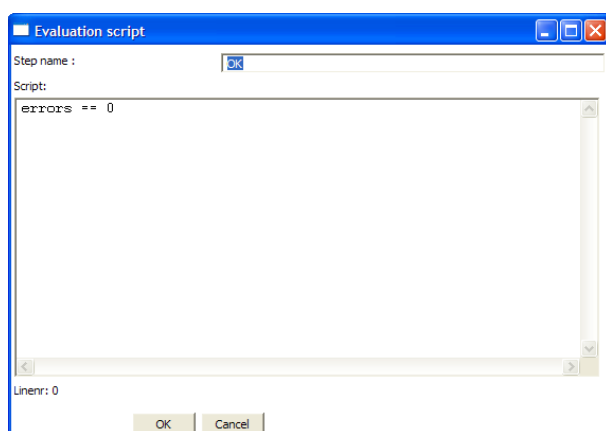 Evaluation script
Step name : OK
Script:
errors == 0
Linenr: 0
OK Cancel